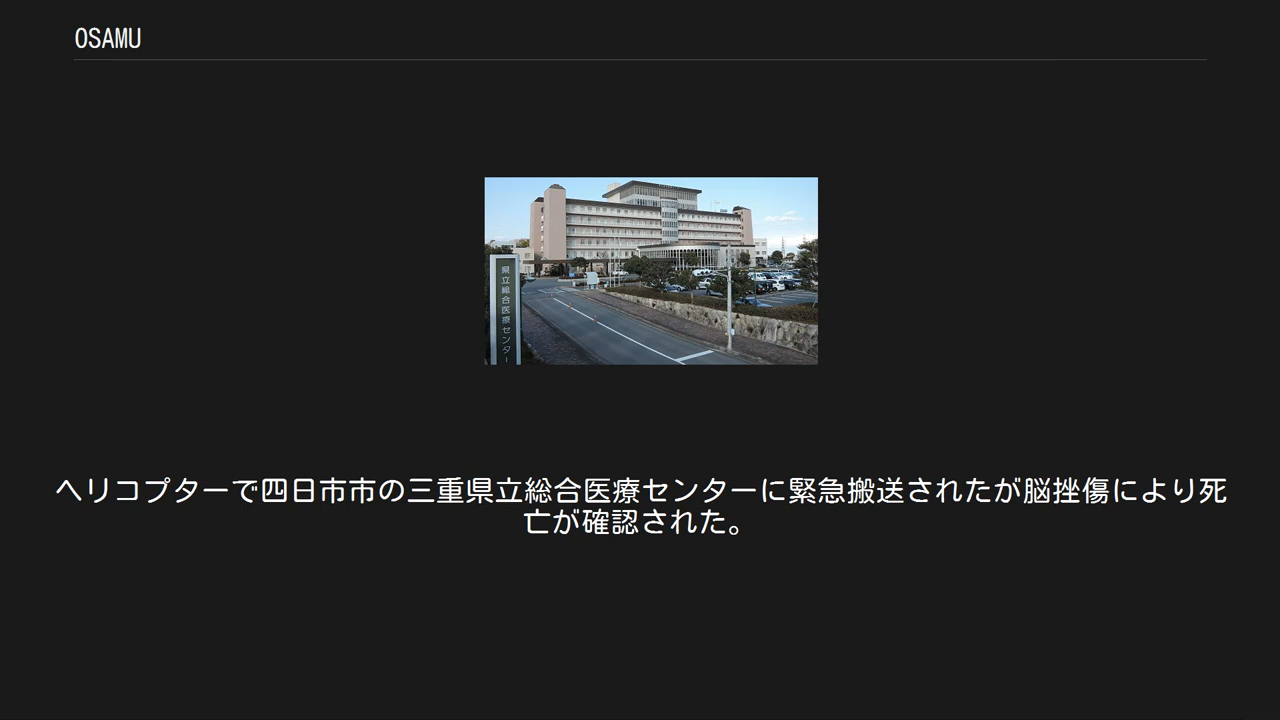 OSAMU
県立総合医療センター
ヘリコプターで四日市市の三重県立総合医療センターに緊急搬送されたが脳挫傷により死
亡が確認された。